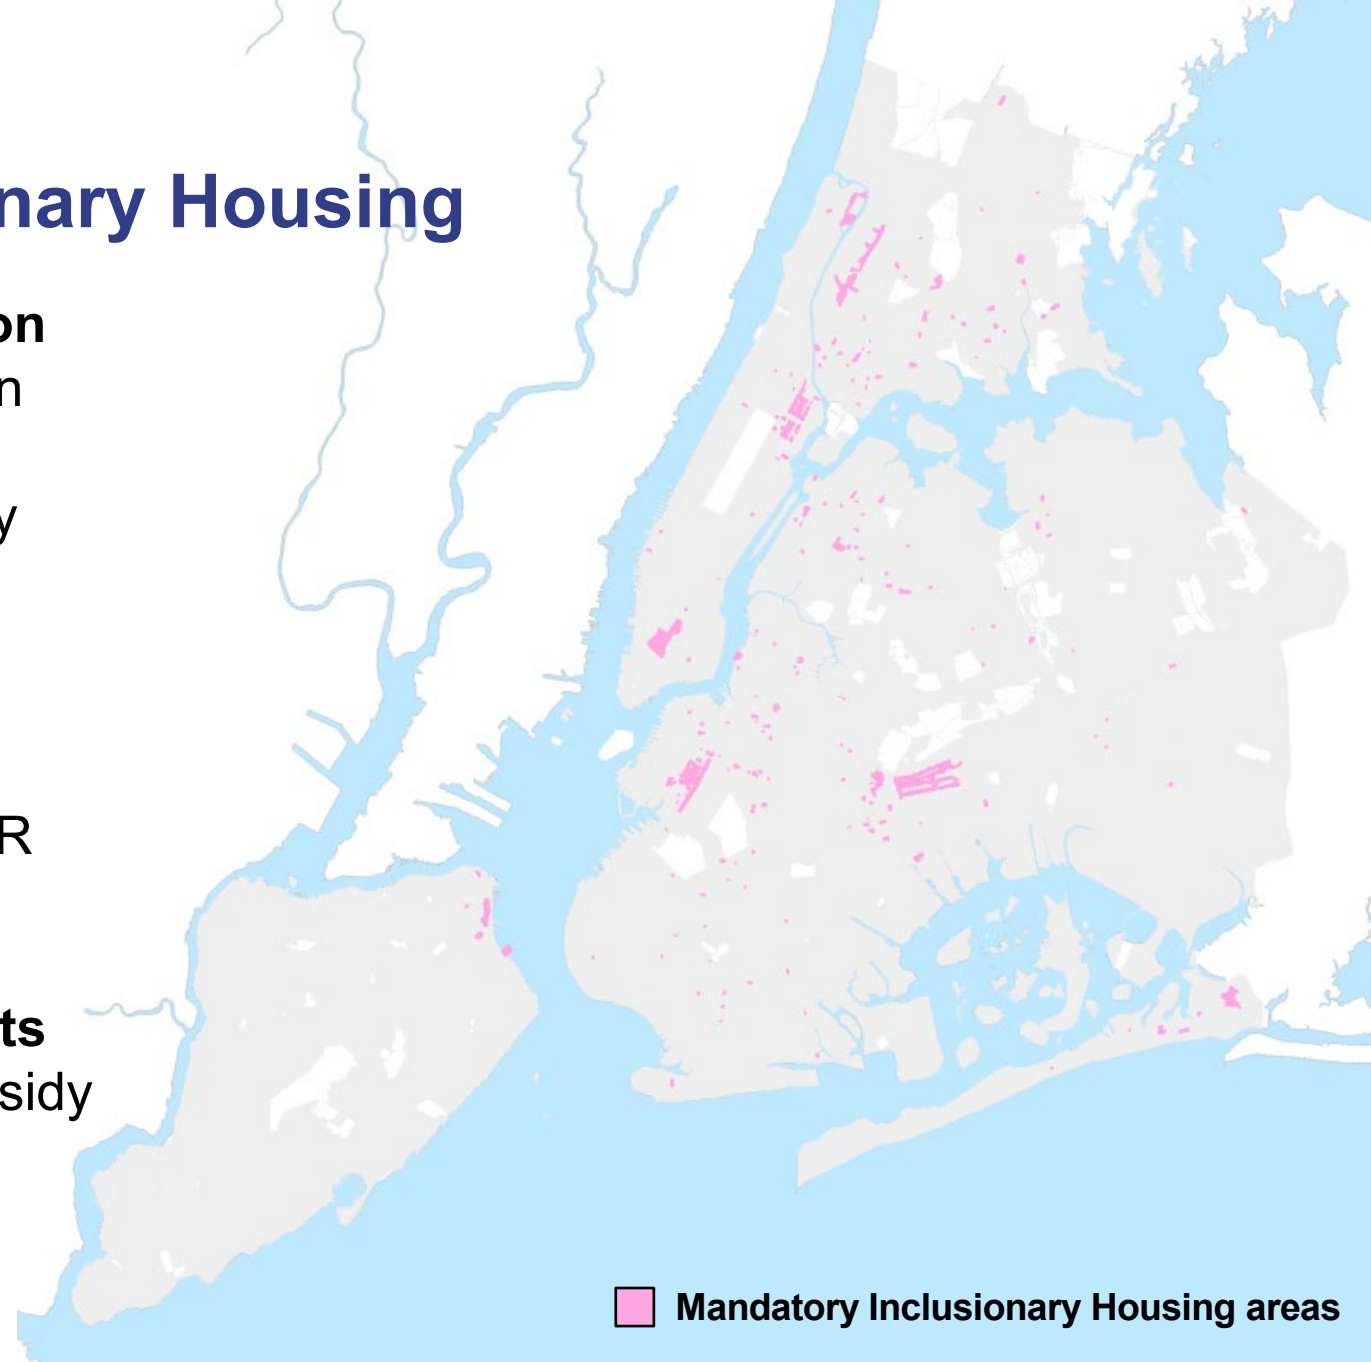 nary Housing
on
n
y
R
ts
sidy
Mandatory Inclusionary Housing areas